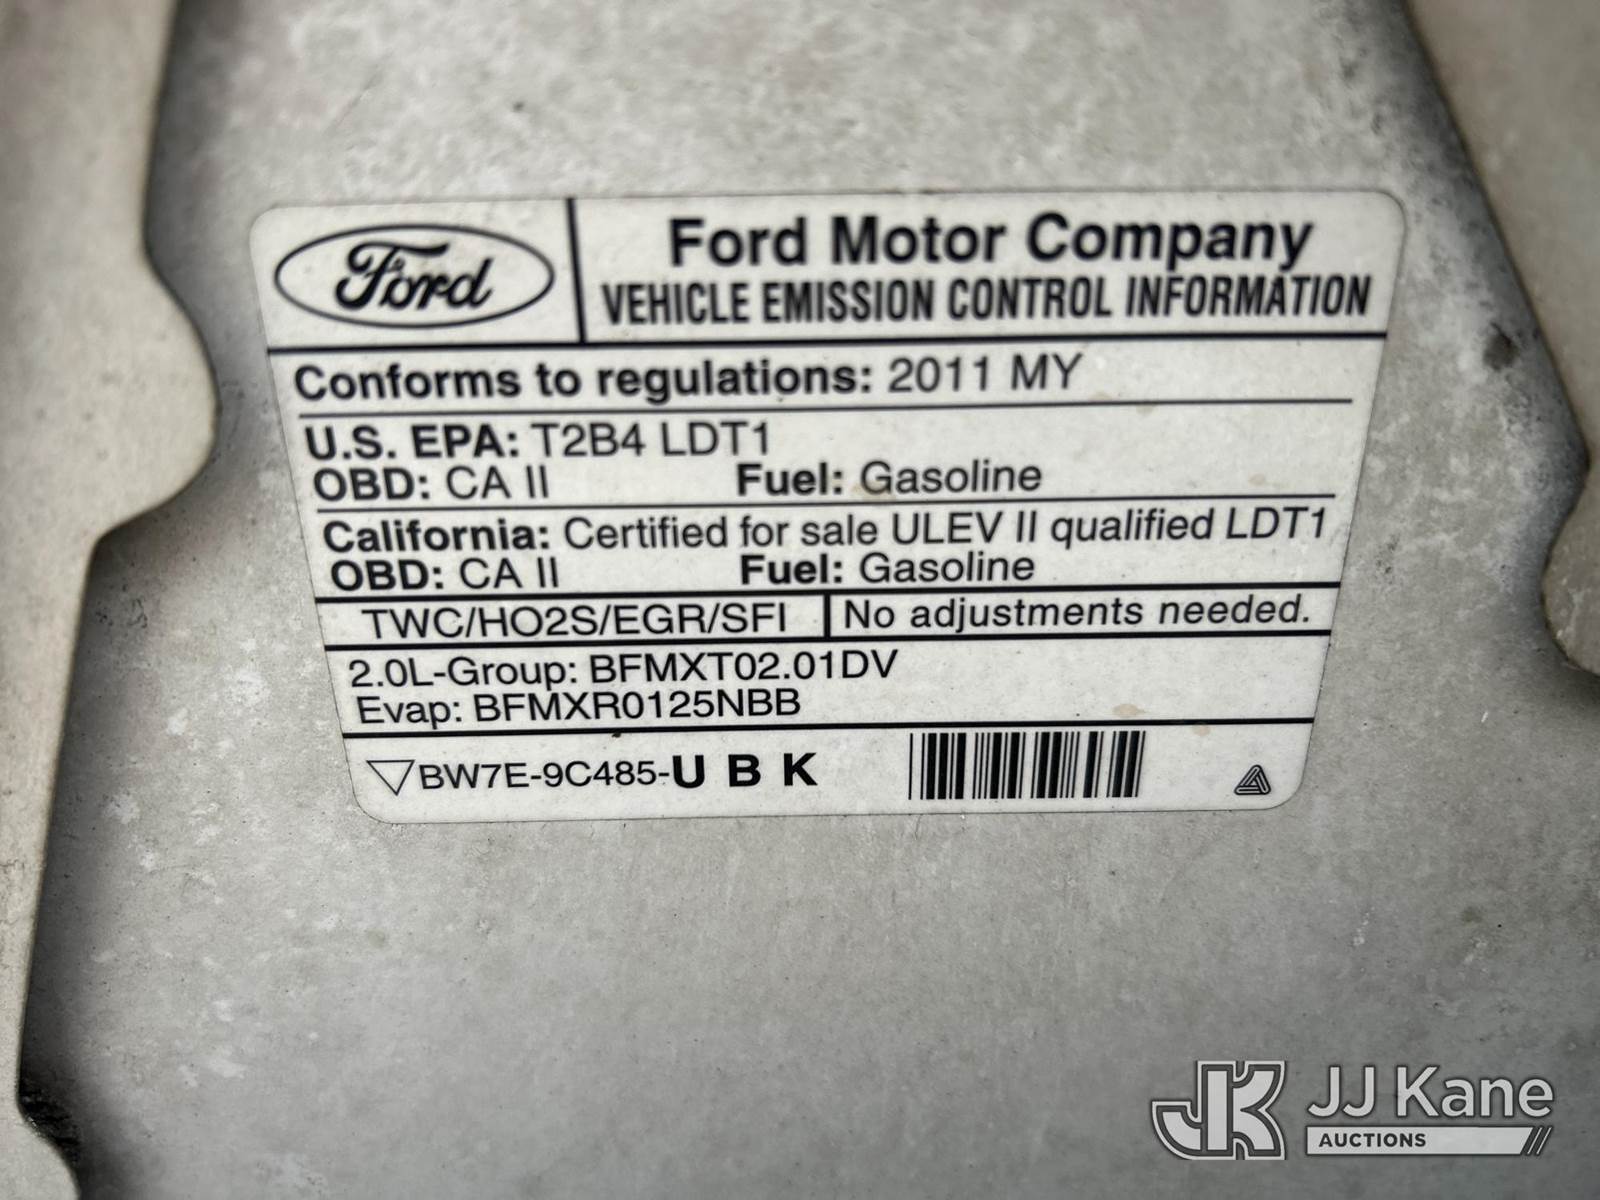 Ford
Ford Motor Company
VEHICLE EMISSION CONTROL INFORMATION
Conforms to regulations: 2011 MY
U.S. EPA: T2B4 LDT1
OBD: CA II Fuel: Gasoline
California: Certified for sale ULEV II qualified LDT1
OBD: CA II Fuel: Gasoline
TWC/HO2S/EGR/SFI No adjustments needed.
2.0L-Group: BFMXT02.01DV
Evap: BFMXR0125NBB
BW7E-9C485-U B K
JK JJ Kane
AUCTIONS